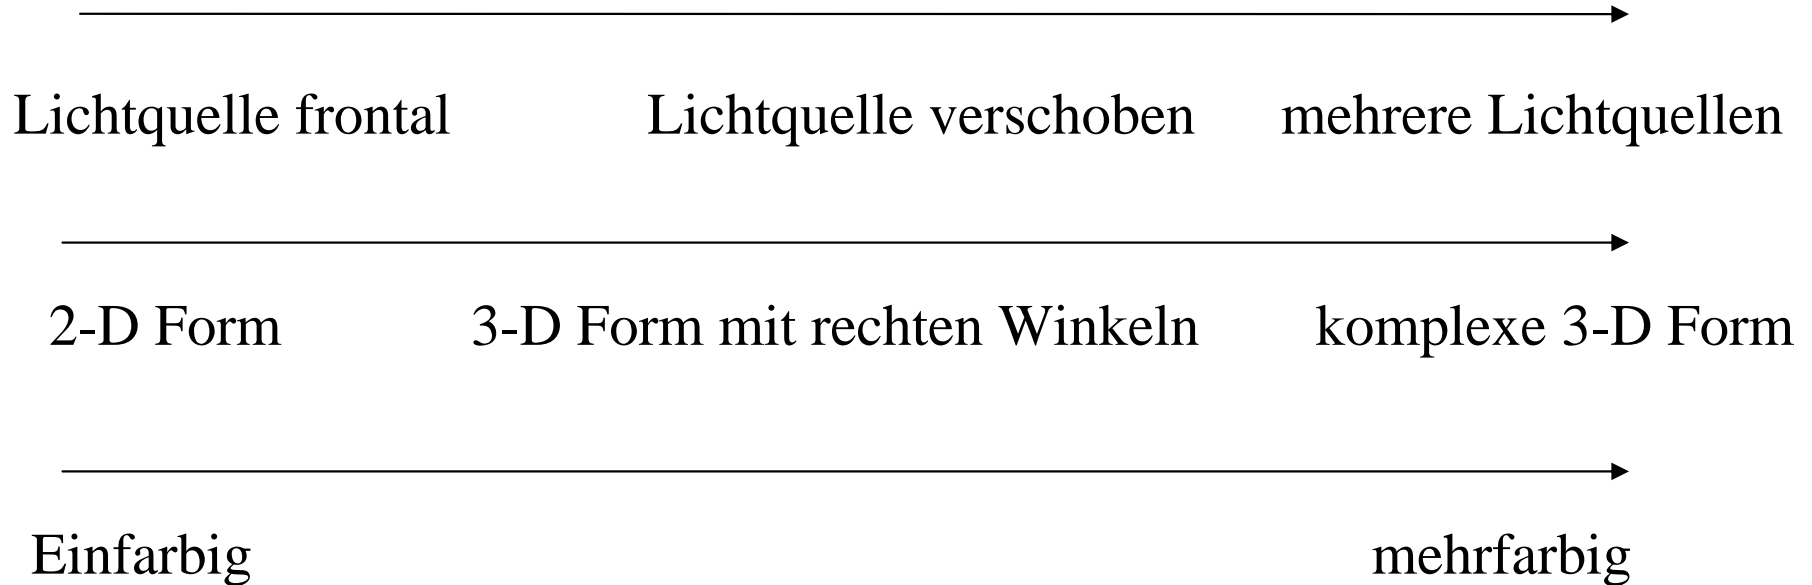 Lichtquelle frontal Lichtquelle verschoben mehrere Lichtquellen
2-D Form 3-D Form mit rechten Winkeln komplexe 3-D Form
Einfarbig mehrfarbig